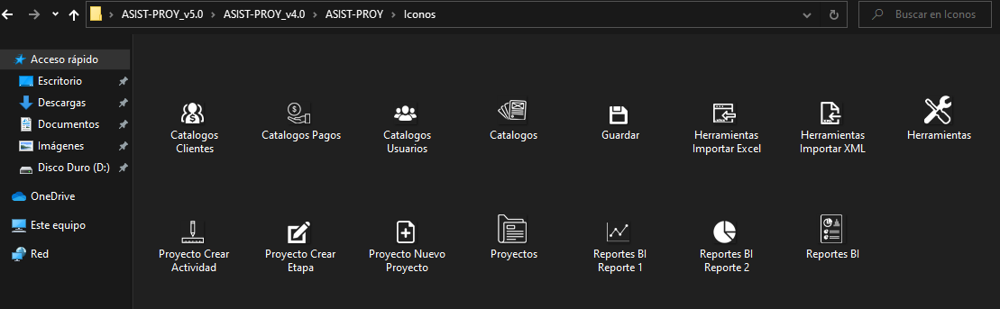 ASIST-PROY_v5.0 > ASIST-PROY_v4.0 > ASIST-PROY > Iconos
Buscar en Iconos
Acceso rápido
Escritorio
Descargas
Documentos
Imágenes
Disco Duro (D:)
OneDrive
Este equipo
Red
Catalogos
Clientes
Catalogos Pagos
Catalogos
Usuarios
Catalogos
Guardar
Herramientas
Importar Excel
Herramientas
Importar XML
Herramientas
Proyecto Crear
Actividad
Proyecto Crear
Etapa
Proyecto Nuevo
Proyecto
Proyectos
Reportes BI
Reporte 1
Reportes BI
Reporte 2
Reportes BI